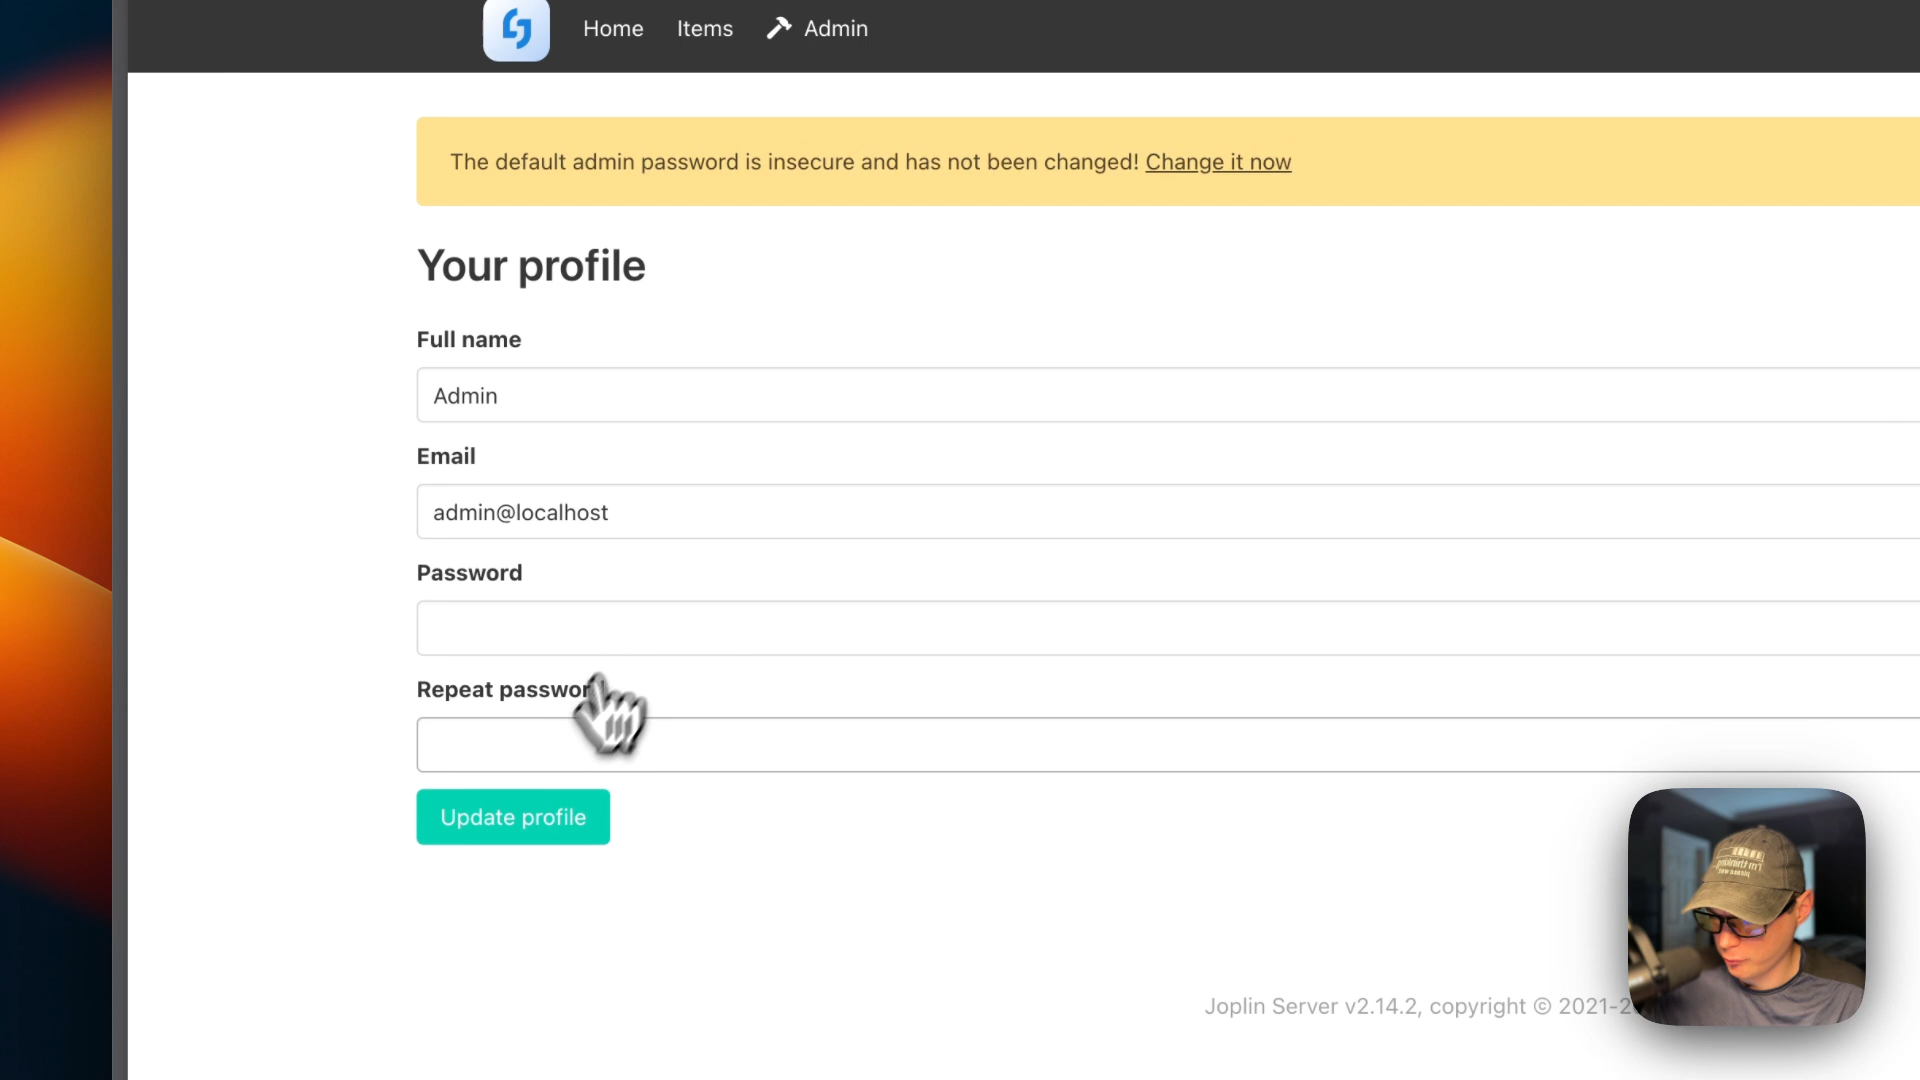 Home Items Admin
The default admin password is insecure and has not been changed! Change it now
Your profile
Full name
Admin
Email
admin@localhost
Password
Repeat passwor
Update profile
Joplin Server v2.14.2, copyright © 2021-2